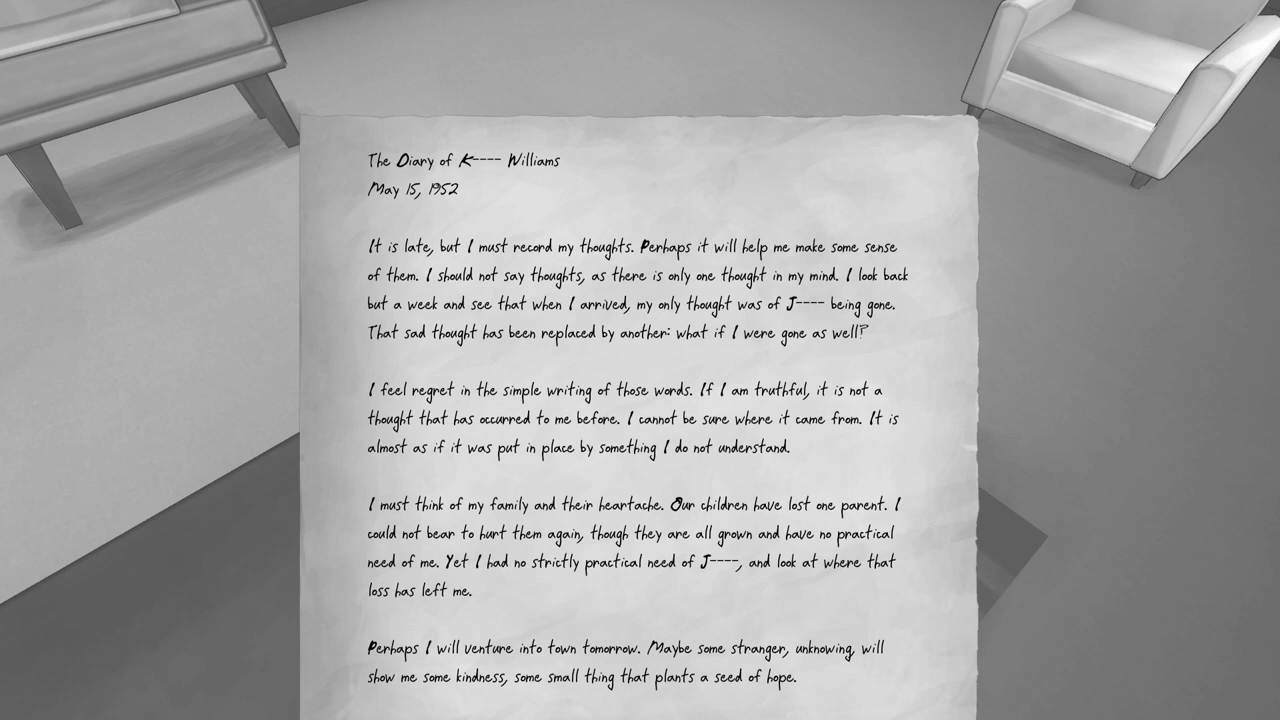 The Diary of K---- Williams
May 15, 1952
It is late, but I must record my thoughts. Perhaps it will help me make some sense
of them. I should not say thoughts, as there is only one thought in my mind. I look back
but a week and see that when I arrived, my only thought was of J---- being gone.
That sad thought has been replaced by another: what if I were gone as well?
I feel regret in the simple writing of those words. If I am truthful, it is not a
thought that has occurred to me before. I cannot be sure where it came from. It is
almost as if it was put in place by something I do not understand.
I must think of my family and their heartache. Our children have lost one parent. I
could not bear to hurt them again, though they are all grown and have no practical
need of me. Yet I had no strictly practical need of J----, and look at where that
loss has left me.
Perhaps I will venture into town tomorrow. Maybe some stranger, unknowing, will
show me some kindness, some small thing that plants a seed of hope.